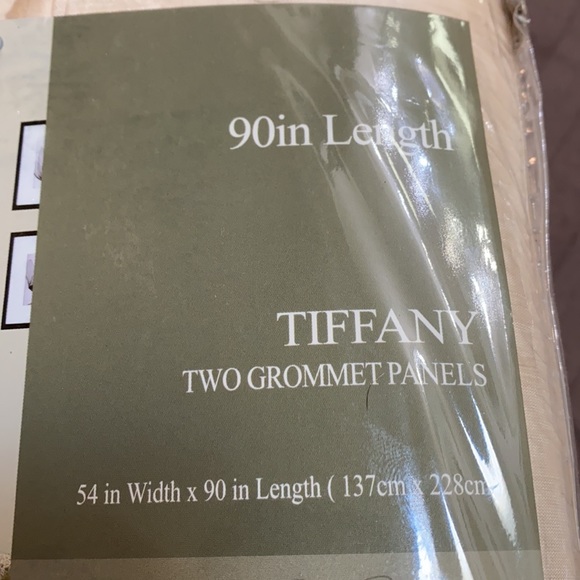 90in Length
TIFFANY
TWO GROMMET PANELS
54 in Width x 90 in Length ( 137cm x 228cm